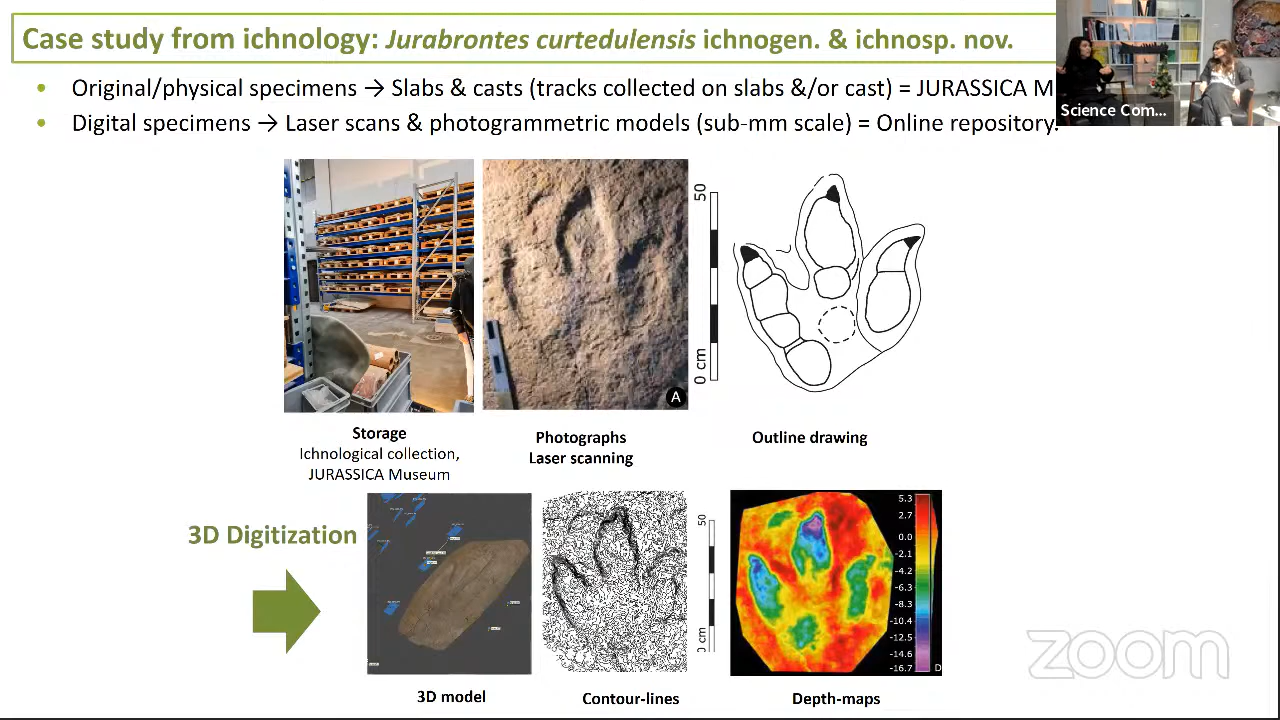 Case study from ichnology: Jurabrontes curtedulensis ichnogen. & ichnosp. nov.
• Original/physical specimens → Slabs & casts (tracks collected on slabs &/or cast) = JURASSICA M
• Digital specimens → Laser scans & photogrammetric models (sub-mm scale) = Online repository.
Science Com...
50
0 cm
A
Storage
Ichnological collection,
JURASSICA Museum
Photographs
Laser scanning
Outline drawing
3D Digitization
50
0 cm
5.3
2.7
0.0
-2.1
-4.2
-6.3
-8.3
-10.4
-12.5
-14.6
-16.7
D
zoom
3D model
Contour-lines
Depth-maps